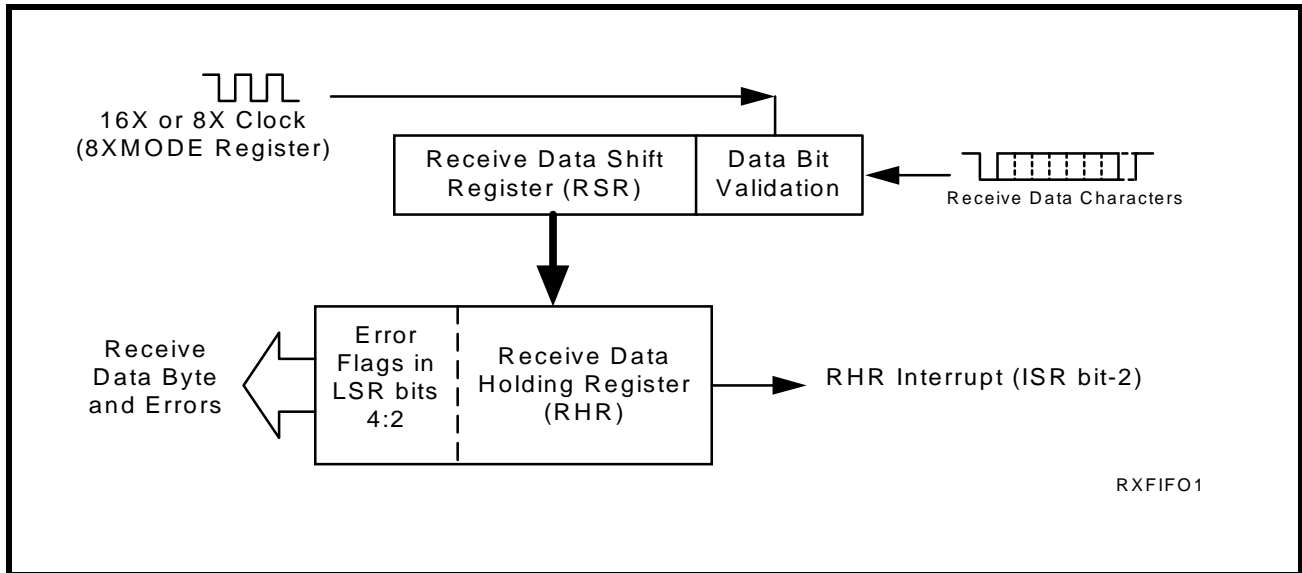 16X or 8X Clock
(8XMODE Register)
Receive Data Shift
Register (RSR)
Data Bit
Validation
Receive Data Characters
Receive
Data Byte
and Errors
Error
Flags in
LSR bits
4:2
Receive Data
Holding Register
(RHR)
RHR Interrupt (ISR bit-2)
RXFIFO1